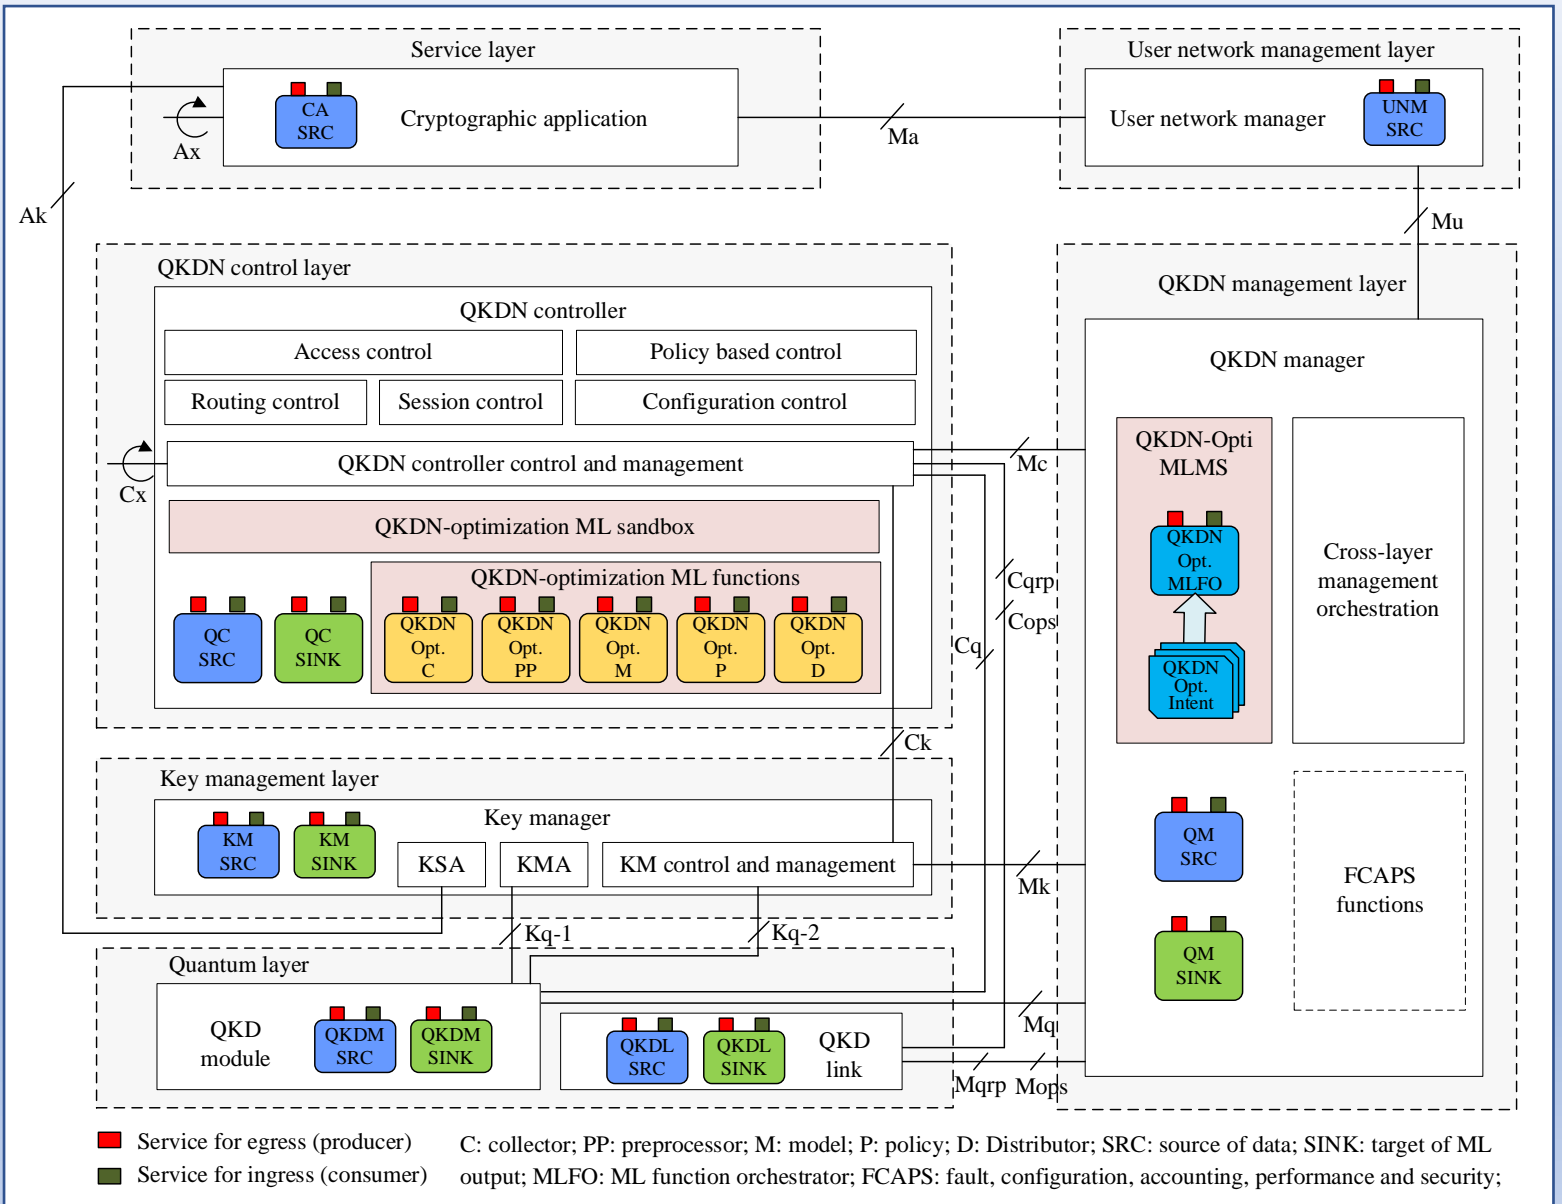 Service layer
User network management layer
CA
SRC
Cryptographic application
User network manager
UNM
SRC
Ax
Ma
Ak
Mu
QKDN control layer
QKDN management layer
QKDN controller
QKDN manager
Access control
Policy based control
Routing control
Session control
Configuration control
QKDN controller control and management
Cx
Mc
QKDN-Opti
MLMS
QKDN
Opt.
MLFO
QKDN
Opt.
Intent
Cross-layer
management
orchestration
QKDN-optimization ML sandbox
QKDN-optimization ML functions
QC
SRC
QC
SINK
QKDN
Opt.
C
QKDN
Opt.
PP
QKDN
Opt.
M
QKDN
Opt.
P
QKDN
Opt.
D
Cqrp
Cops
Cq
Ck
Key management layer
Key manager
KM
SRC
KM
SINK
KSA
KMA
KM control and management
Mk
QM
SRC
QM
SINK
FCAPS
functions
Kq-1
Kq-2
Quantum layer
QKD
module
QKDM
SRC
QKDM
SINK
QKDL
SRC
QKDL
SINK
QKD
link
Mq
Mqrp
Mops
Service for egress (producer)
Service for ingress (consumer)
C: collector; PP: preprocessor; M: model; P: policy; D: Distributor; SRC: source of data; SINK: target of ML
output; MLFO: ML function orchestrator; FCAPS: fault, configuration, accounting, performance and security;